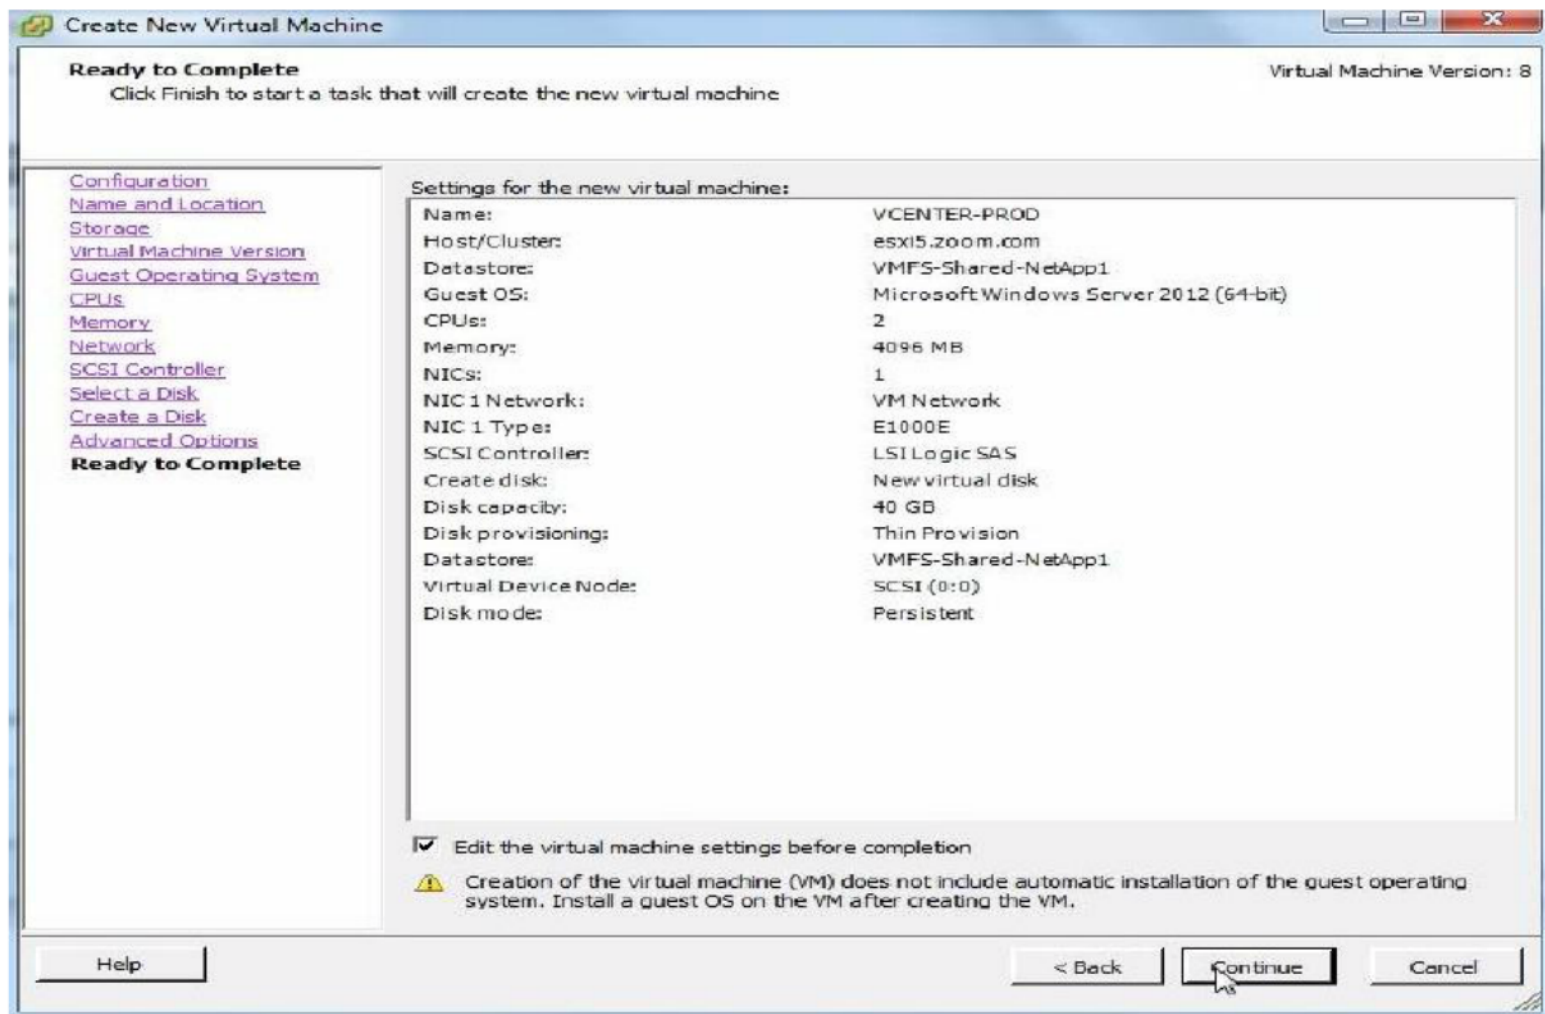 Create New Virtual Machine
Ready to Complete
Click Finish to start a task that will create the new virtual machine
Virtual Machine Version: 8
Configuration
Name and Location
Storage
Virtual Machine Version
Guest Operating System
CPUs
Memory
Network
SCSI Controller
Select a Disk
Create a Disk
Advanced Options
Ready to Complete
Settings for the new virtual machine:
Name: VCENTER-PROD
Host/Cluster: esxi5.zoom.com
Datastore: VMFS-Shared-NetApp1
Guest OS: Microsoft Windows Server 2012 (64-bit)
CPUs: 2
Memory: 4096 MB
NICs: 1
NIC 1 Network: VM Network
NIC 1 Type: E1000E
SCSI Controller: LSI Logic SAS
Create disk: New virtual disk
Disk capacity: 40 GB
Disk provisioning: Thin Provision
Datastore: VMFS-Shared-NetApp1
Virtual Device Node: SCSI (0:0)
Disk mode: Persistent
Edit the virtual machine settings before completion
Creation of the virtual machine (VM) does not include automatic installation of the guest operating
system. Install a guest OS on the VM after creating the VM.
Help
< Back
Continue
Cancel